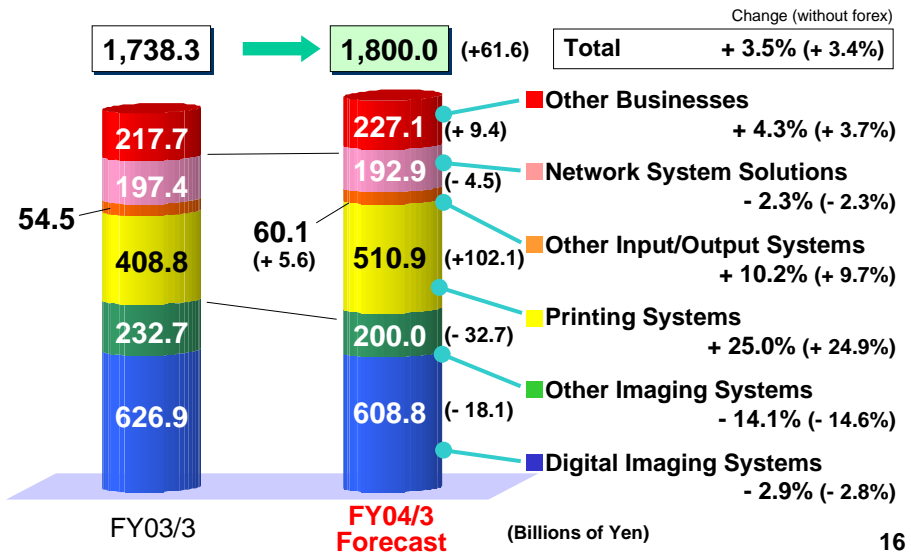 Change (without forex)
1,738.3
1,800.0 (+61.6)
Total + 3.5% (+ 3.4%)
217.7
197.4
54.5
408.8
232.7
626.9
227.1 (+ 9.4)
192.9 (- 4.5)
60.1
(+ 5.6)
510.9 (+102.1)
200.0 (- 32.7)
608.8 (- 18.1)
Other Businesses
+ 4.3% (+ 3.7%)
Network System Solutions
- 2.3% (- 2.3%)
Other Input/Output Systems
+ 10.2% (+ 9.7%)
Printing Systems
+ 25.0% (+ 24.9%)
Other Imaging Systems
- 14.1% (- 14.6%)
Digital Imaging Systems
- 2.9% (- 2.8%)
FY03/3
FY04/3
Forecast
(Billions of Yen)
16